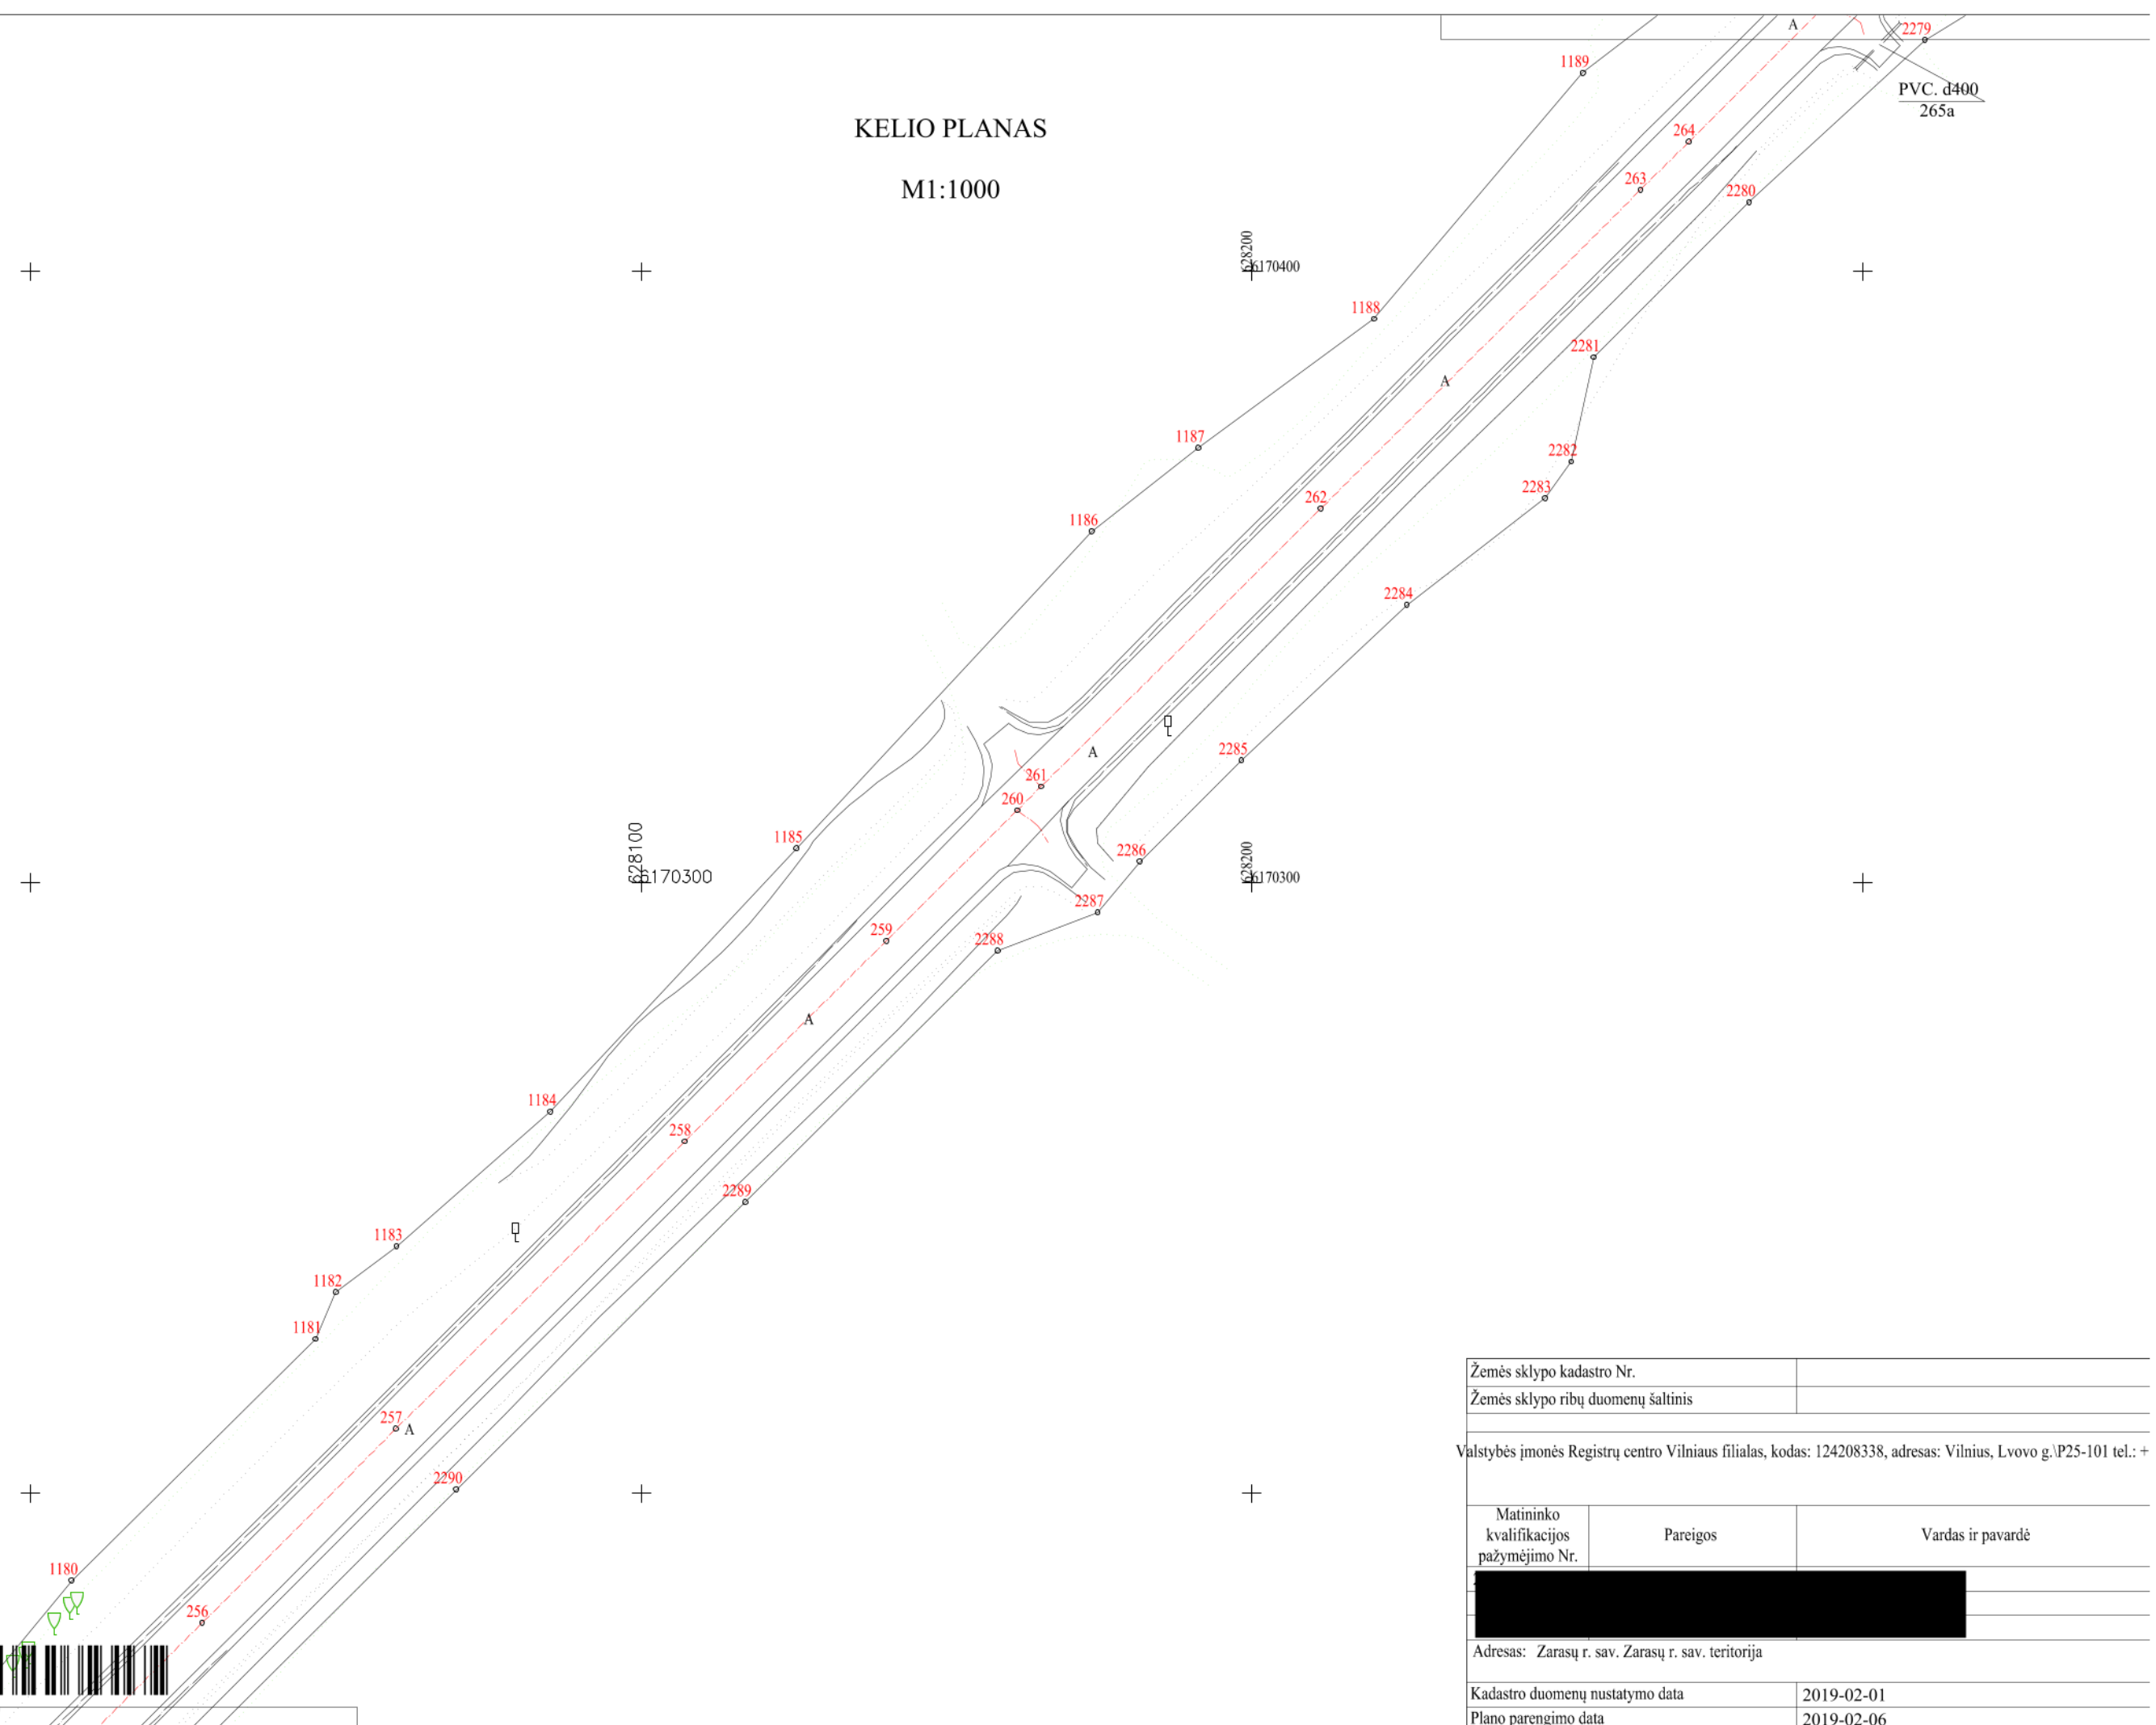 A
2279
1189
PVC. d400
265a
KELIO PLANAS
264
M1:1000
263
2280
628200
6170400
1188
2281
A
1187
2282
2283
262
1186
2284
A
2285
261
260
1185
628100
6170300
2286
628200
6170300
2287
259
2288
A
1184
258
2289
1183
1182
1181
257
A
2290
1180
256
Žemės sklypo kadastro Nr.
Žemės sklypo ribų duomenų šaltinis
Valstybės įmonės Registrų centro Vilniaus filialas, kodas: 124208338, adresas: Vilnius, Lvovo g.\P25-101 tel.: +
Matininko
kvalifikacijos
pažymėjimo Nr.
Pareigos
Vardas ir pavardė
Adresas: Zarasų r. sav. Zarasų r. sav. teritorija
Kadastro duomenų nustatymo data 2019-02-01
Plano parengimo data 2019-02-06